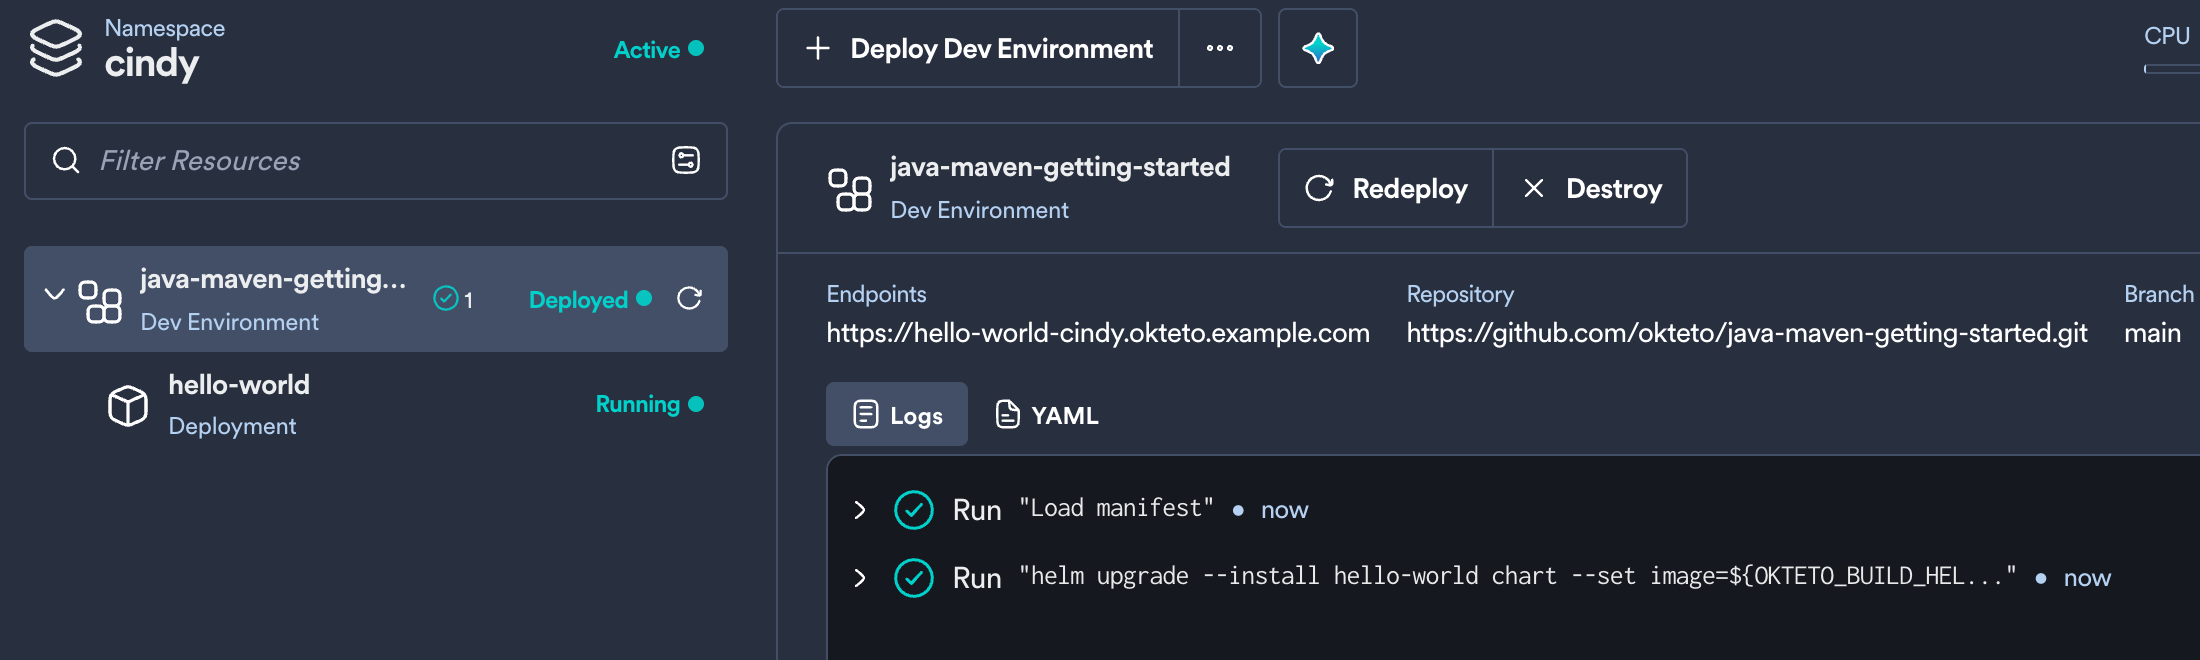 Namespace
cindy
Active
Deploy Dev Environment
CPU
Filter Resources
java-maven-getting...
Dev Environment
1
Deployed
hello-world
Deployment
Running
java-maven-getting-started
Dev Environment
Redeploy
Destroy
Endpoints
https://hello-world-cindy.okteto.example.com
Repository
https://github.com/okteto/java-maven-getting-started.git
Branch
main
Logs
YAML
Run "Load manifest" • now
Run "helm upgrade --install hello-world chart --set image=${OKTETO_BUILD_HEL..." • now